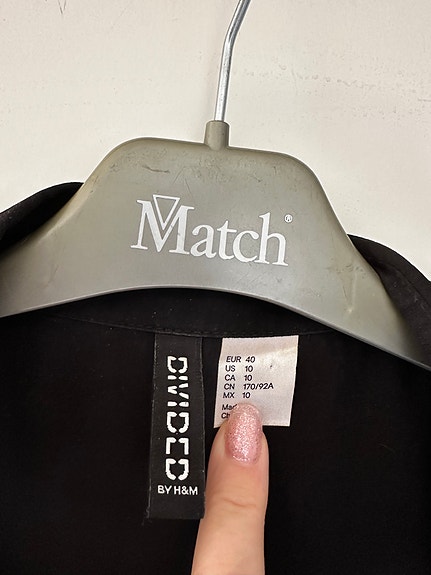 Match®
DIVIDED
BY H&M
EUR 40
US 10
CA 10
CN 170/92A
MX 10